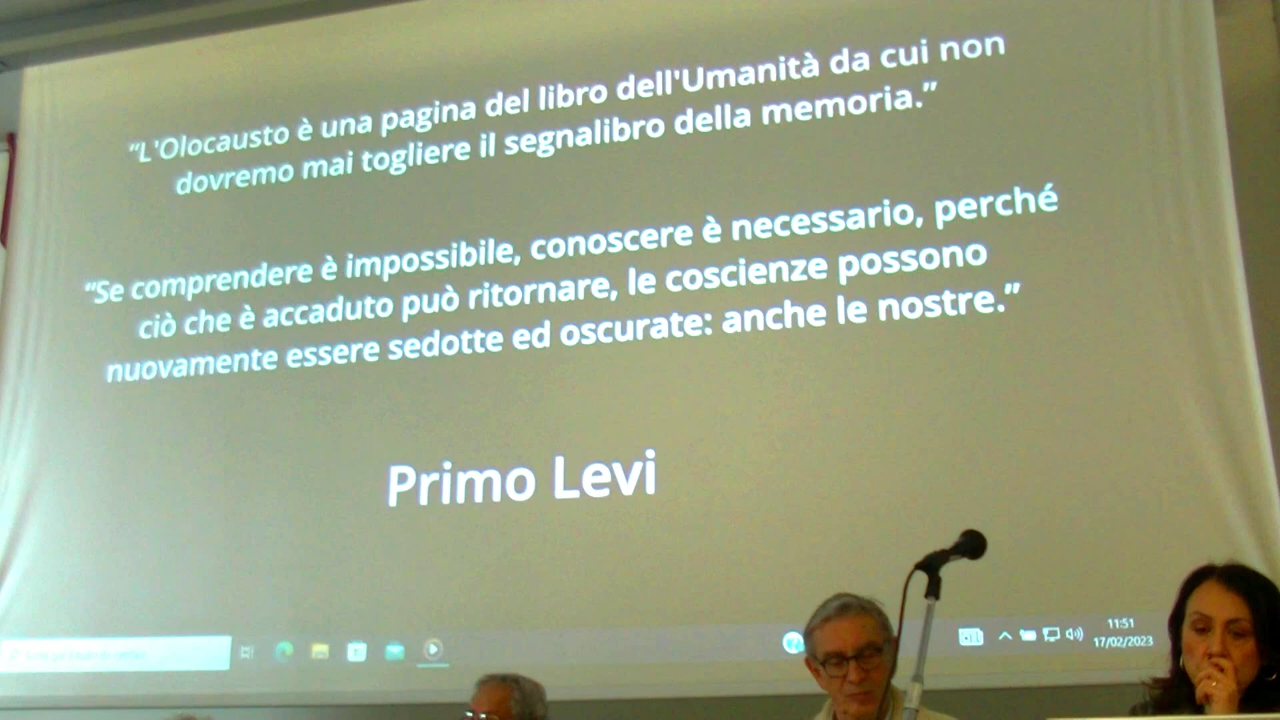 “L'Olocausto è una pagina del libro dell'Umanità da cui non
dovremo mai togliere il segnalibro della memoria.”
“Se comprendere è impossibile, conoscere è necessario, perché
ciò che è accaduto può ritornare, le coscienze possono
nuovamente essere sedotte ed oscurate: anche le nostre.”
Primo Levi
11:51
17/02/2023